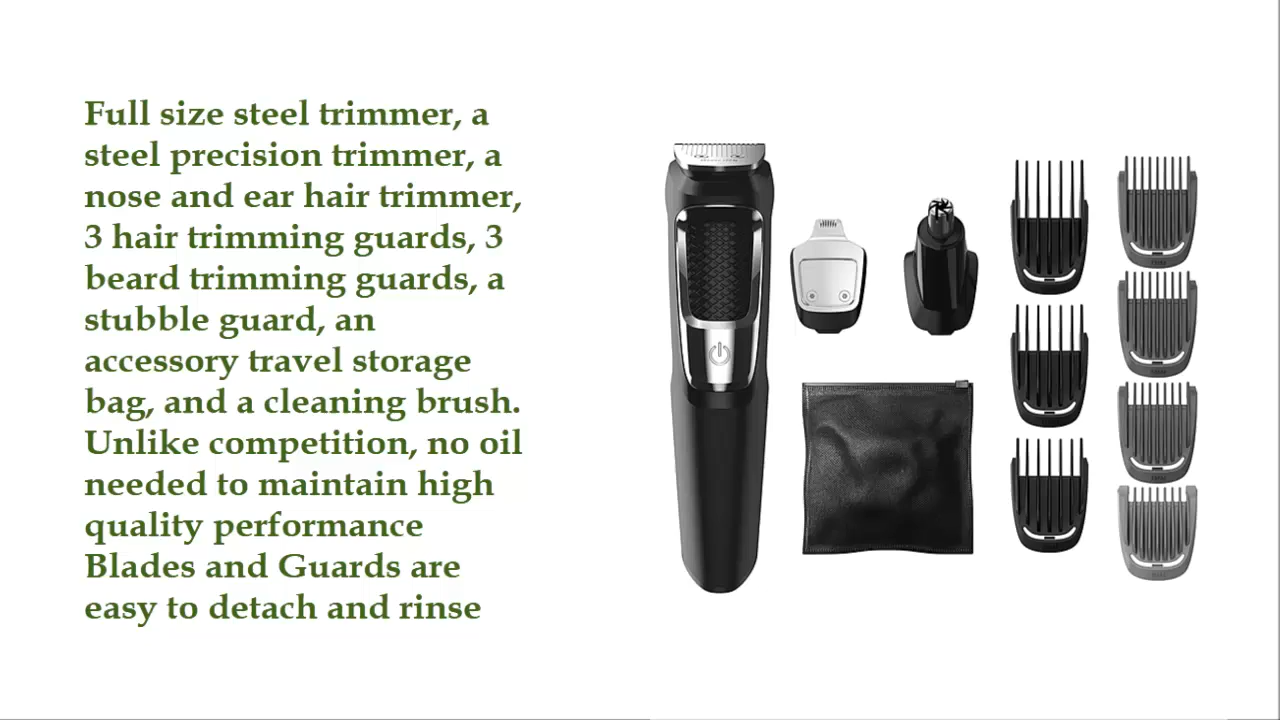 Full size steel trimmer, a
steel precision trimmer, a
nose and ear hair trimmer,
3 hair trimming guards, 3
beard trimming guards, a
stubble guard, an
accessory travel storage
bag, and a cleaning brush.
Unlike competition, no oil
needed to maintain high
quality performance
Blades and Guards are
easy to detach and rinse